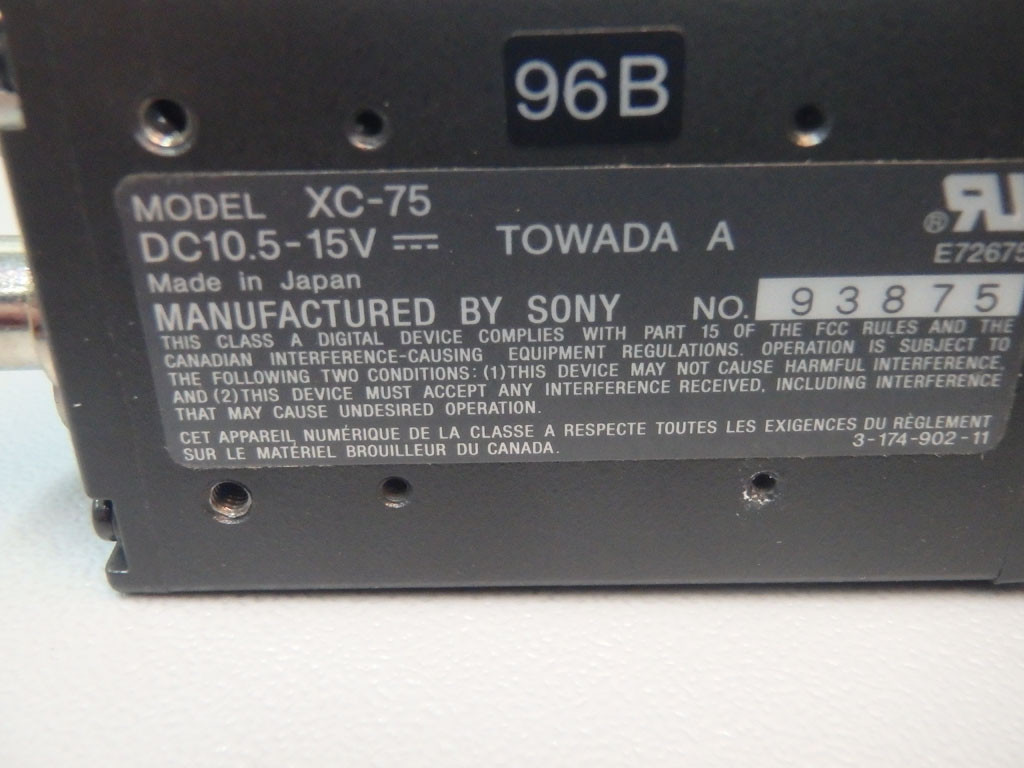 96B
MODEL XC-75
DC10.5-15V ⎓ TOWADA A
® RU
E72675
Made in Japan
MANUFACTURED BY SONY NO. 93875
THIS CLASS A DIGITAL DEVICE COMPLIES WITH PART 15 OF THE FCC RULES AND THE
CANADIAN INTERFERENCE-CAUSING EQUIPMENT REGULATIONS. OPERATION IS SUBJECT TO
THE FOLLOWING TWO CONDITIONS: (1) THIS DEVICE MAY NOT CAUSE HARMFUL INTERFERENCE,
AND (2) THIS DEVICE MUST ACCEPT ANY INTERFERENCE RECEIVED, INCLUDING INTERFERENCE
THAT MAY CAUSE UNDESIRED OPERATION.
CET APPAREIL NUMÉRIQUE DE LA CLASSE A RESPECTE TOUTES LES EXIGENCES DU RÈGLEMENT
SUR LE MATÉRIEL BROUILLEUR DU CANADA.
3-174-902-11